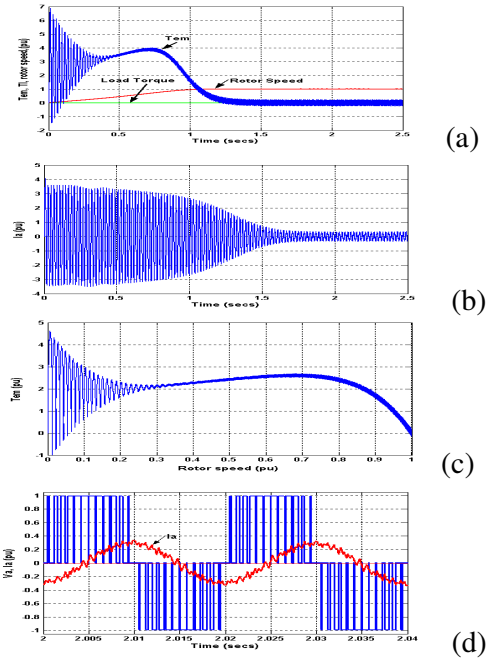 7
6
5
4
3
2
1
0
-1
-2
Tem, Tl, rotor speed,(pu)
Tem
Load Torque
Rotor Speed
0 0.5 1 1.5 2 2.5
Time (secs)
(a)
5
4
3
2
1
0
-1
-2
-3
-4
Ia (pu)
0 0.5 1 1.5 2 2.5
Time (secs)
(b)
5
4
3
2
1
0
-1
Tem (pu)
0 0.1 0.2 0.3 0.4 0.5 0.6 0.7 0.8 0.9 1
Rotor speed (pu)
(c)
1
0.8
0.6
0.4
0.2
0
-0.2
-0.4
-0.6
-0.8
-1
Va, Ia (pu)
Ia
2 2.005 2.01 2.015 2.02 2.025 2.03 2.035 2.04
Time (secs)
(d)